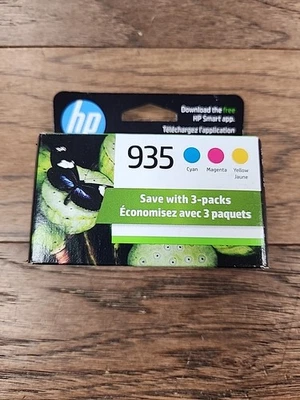 Download the free
HP Smart app.
Téléchargez l'application
hp
935
Cyan
Magenta
Yellow
Jaune
Save with 3-packs
Économisez avec 3 paquets